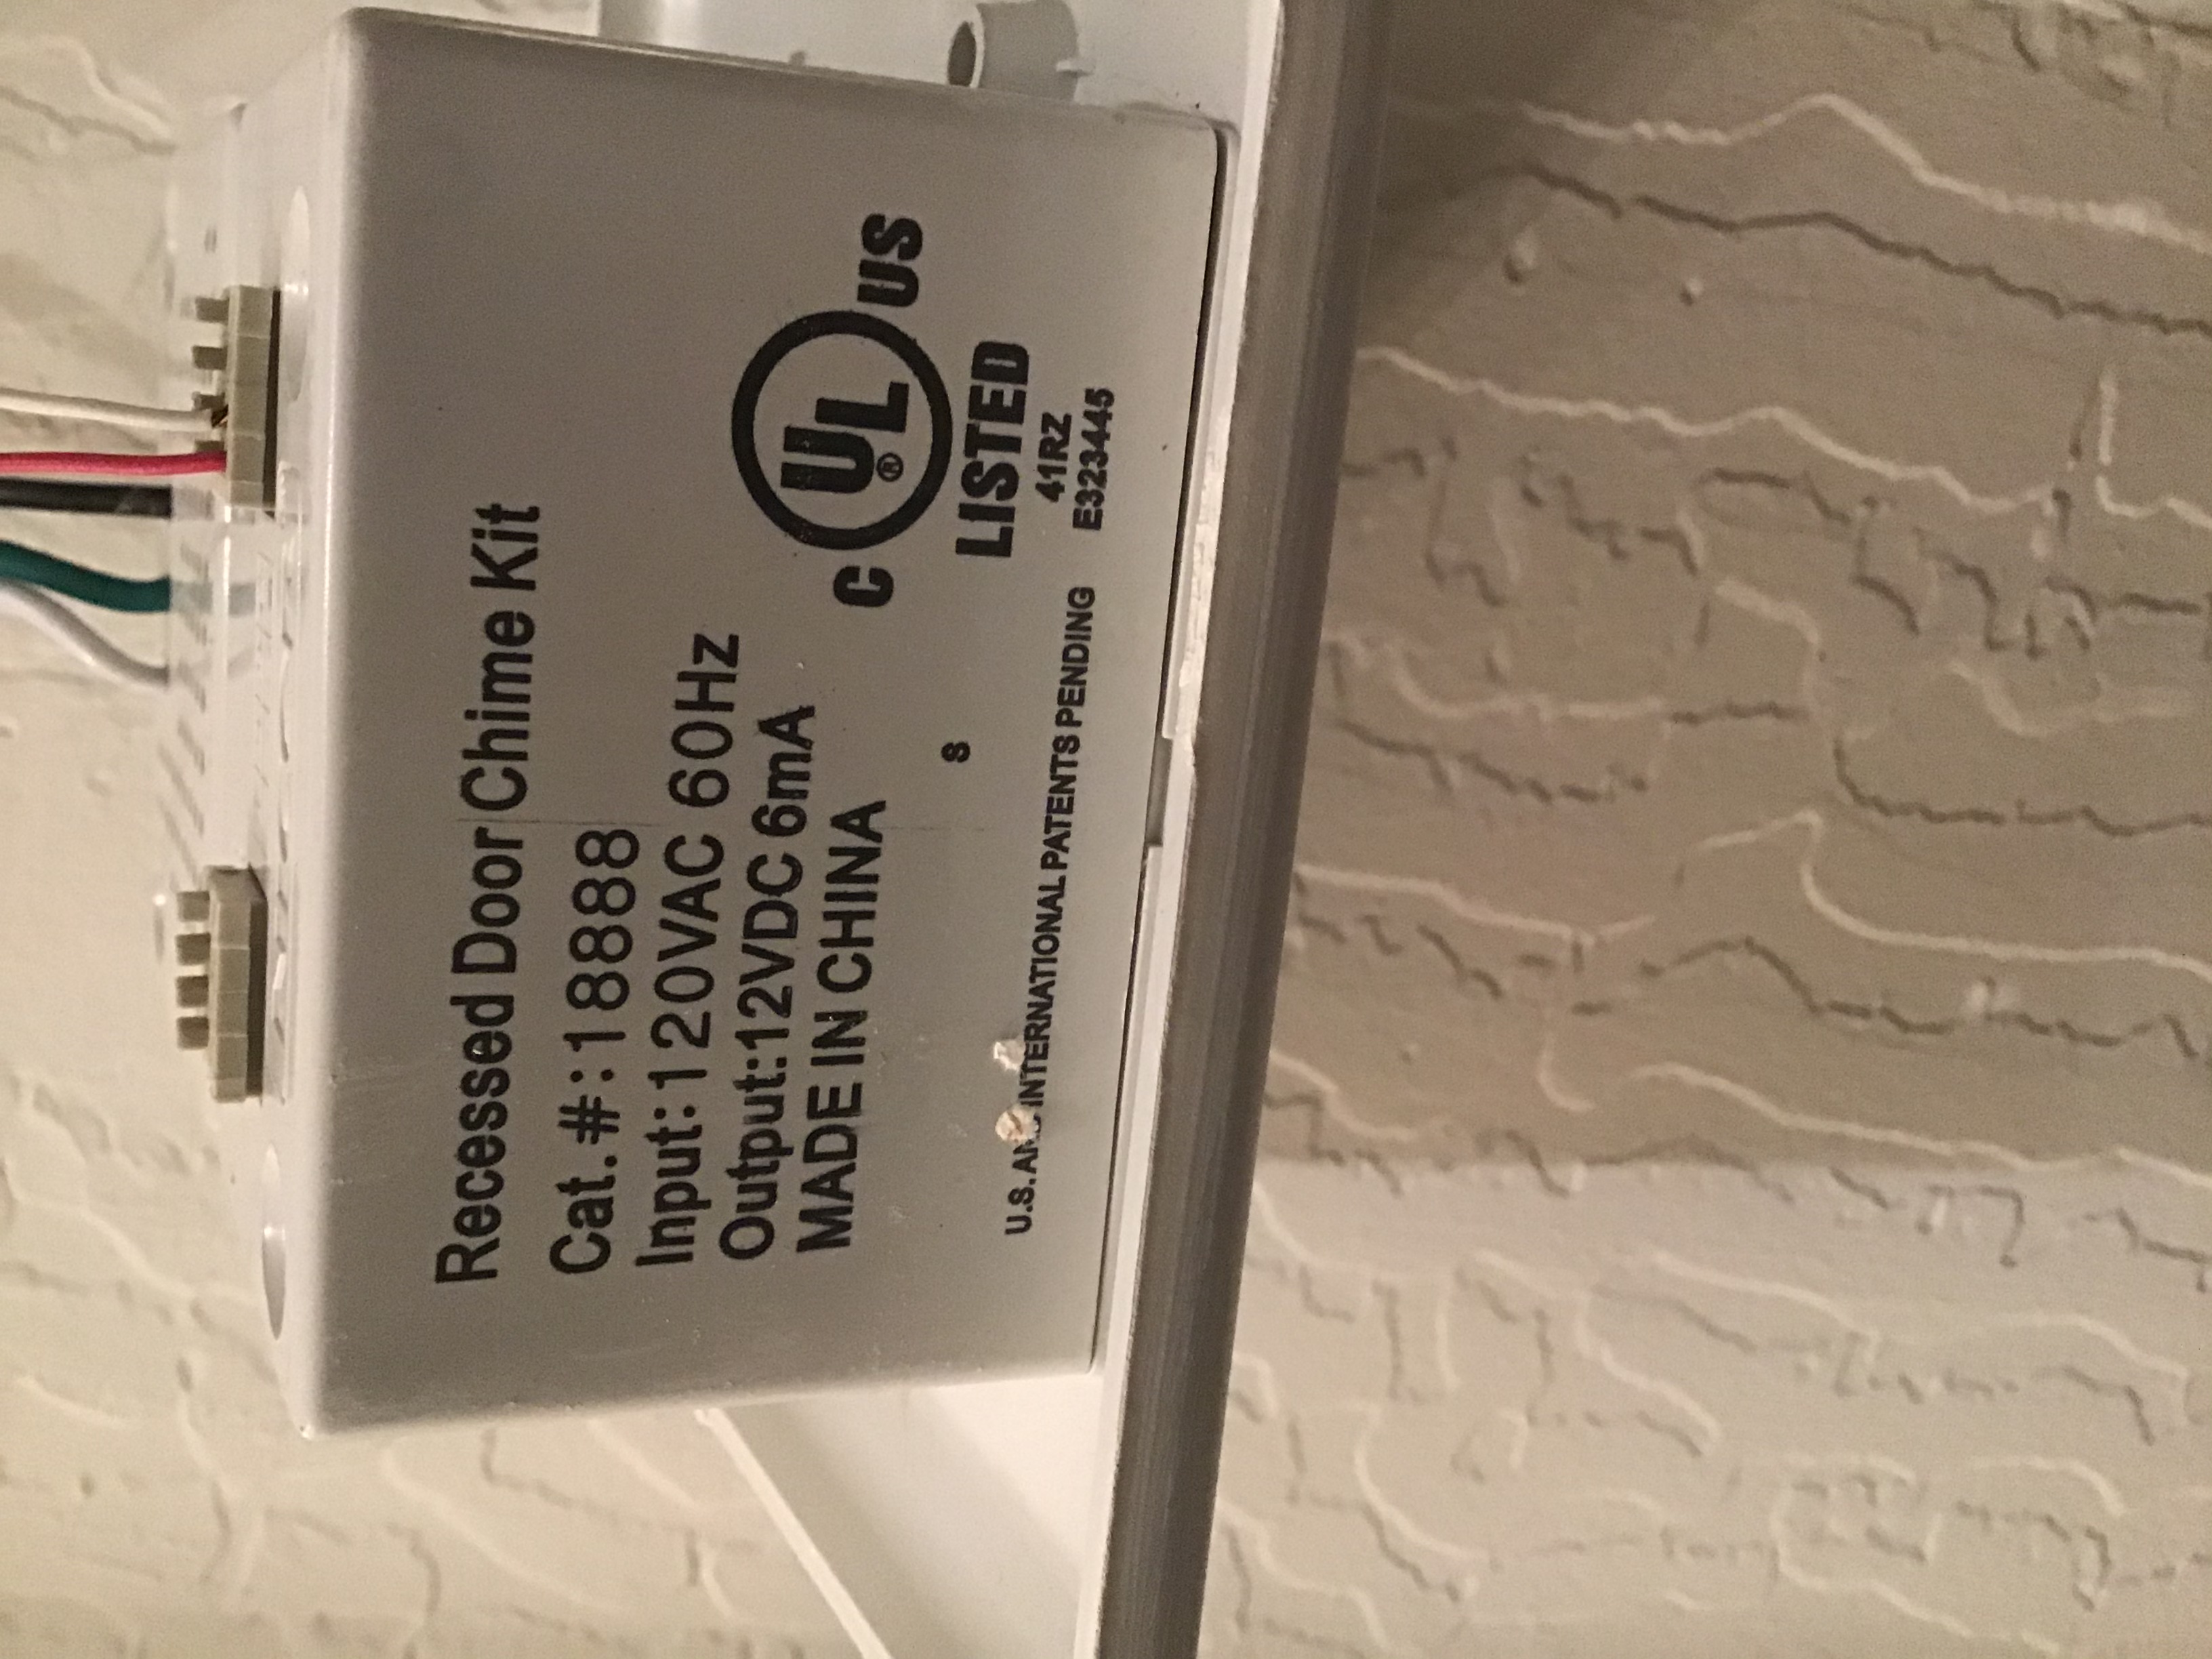 Recessed Door Chime Kit
Cat.#:18888
Input:120VAC 60Hz
Output:12VDC 6mA
MADE IN CHINA
S
U.S. AND INTERNATIONAL PATENTS PENDING
C UL® US
LISTED
41RZ
E323445